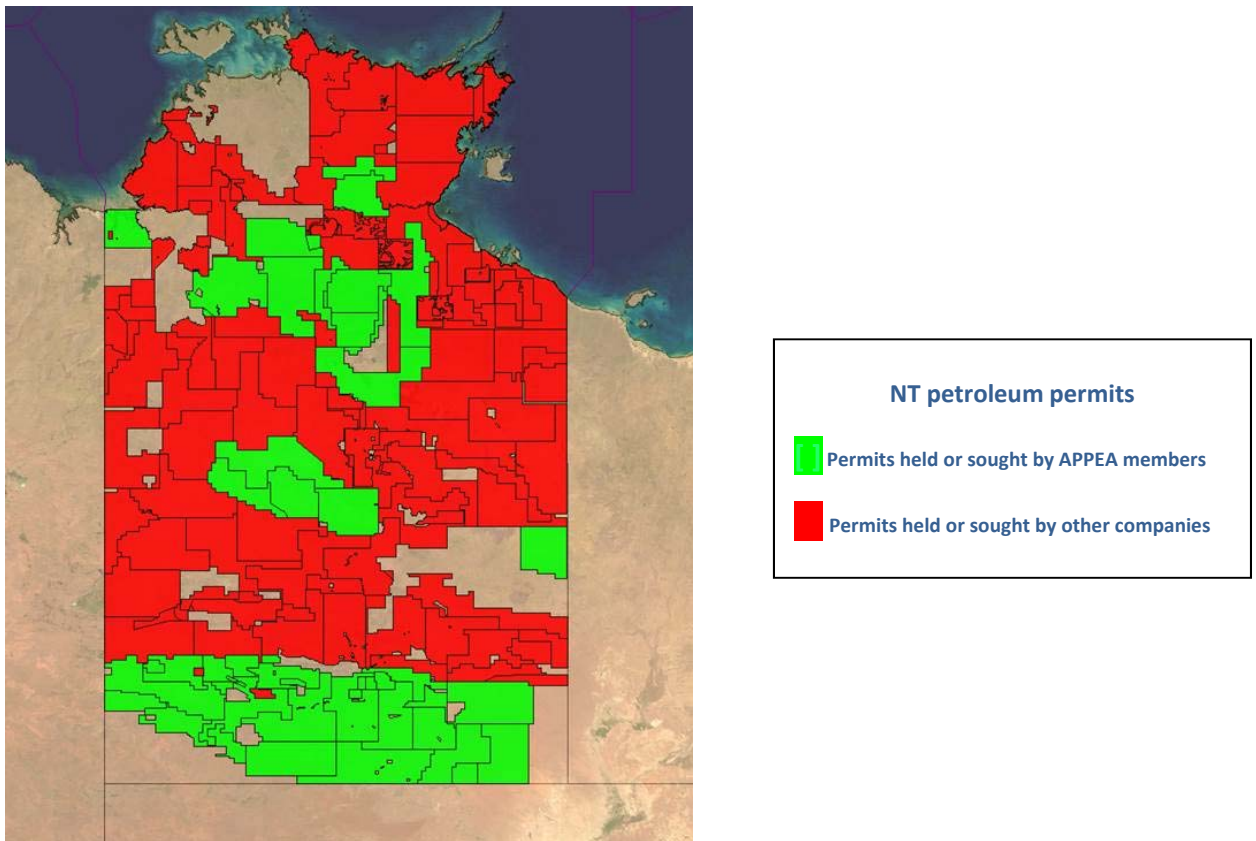 NT petroleum permits
Permits held or sought by APPEA members
Permits held or sought by other companies